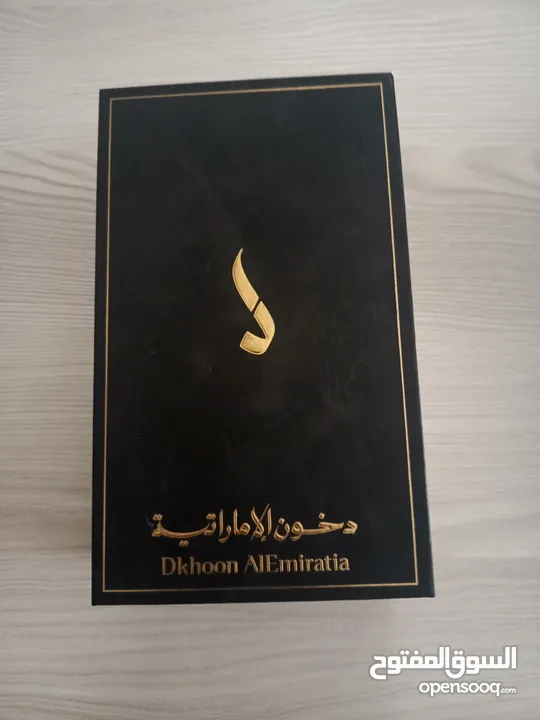 دخون الإماراتية
Dkhoon AlEmiratia
السوق المفتوح
opensooq.com